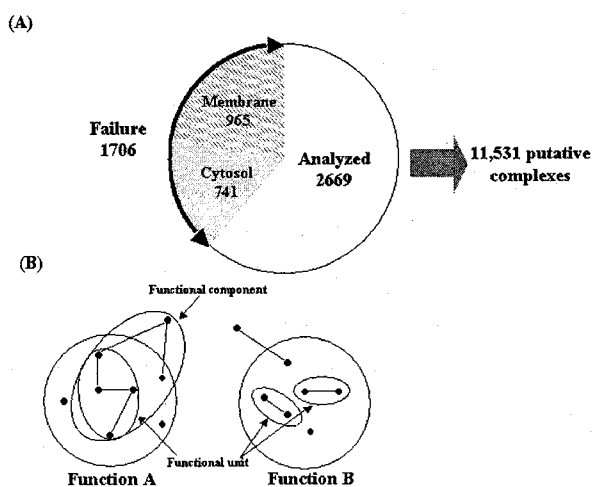 (A)
Membrane
965
Failure
1706
Cytosol
741
Analyzed
2669
11,531 putative
complexes
(B)
Functional component
Functional unit
Function A
Function B